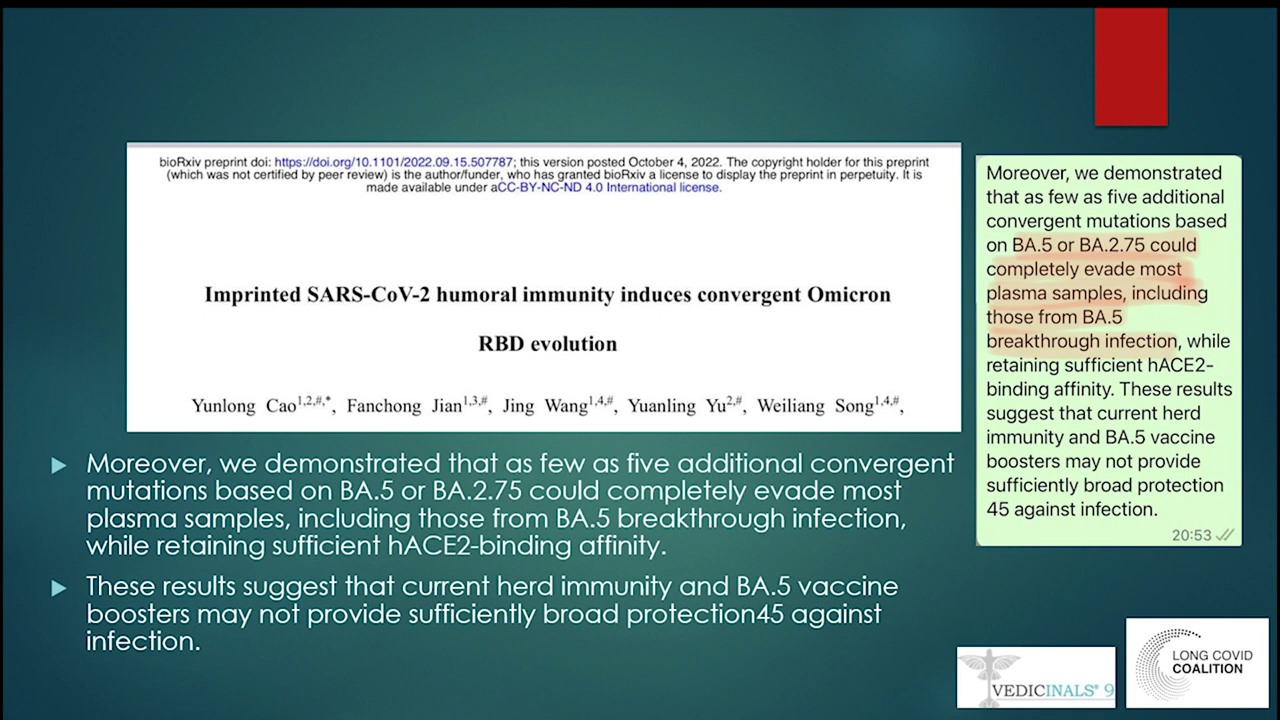 bioRxiv preprint doi: https://doi.org/10.1101/2022.09.15.507787; this version posted October 4, 2022. The copyright holder for this preprint
(which was not certified by peer review) is the author/funder, who has granted bioRxiv a license to display the preprint in perpetuity. It is
made available under aCC-BY-NC-ND 4.0 International license.
Imprinted SARS-CoV-2 humoral immunity induces convergent Omicron
RBD evolution
Yunlong Cao1,2,#,*, Fanchong Jian1,3,#, Jing Wang1,4,#, Yuanling Yu2,#, Weiliang Song1,4,#,
Moreover, we demonstrated
that as few as five additional
convergent mutations based
on BA.5 or BA.2.75 could
completely evade most
plasma samples, including
those from BA.5
breakthrough infection, while
retaining sufficient hACE2-
binding affinity. These results
suggest that current herd
immunity and BA.5 vaccine
boosters may not provide
sufficiently broad protection
45 against infection.
20:53
Moreover, we demonstrated that as few as five additional convergent
mutations based on BA.5 or BA.2.75 could completely evade most
plasma samples, including those from BA.5 breakthrough infection,
while retaining sufficient hACE2-binding affinity.
These results suggest that current herd immunity and BA.5 vaccine
boosters may not provide sufficiently broad protection45 against
infection.
VEDICINALS® 9
LONG COVID
COALITION